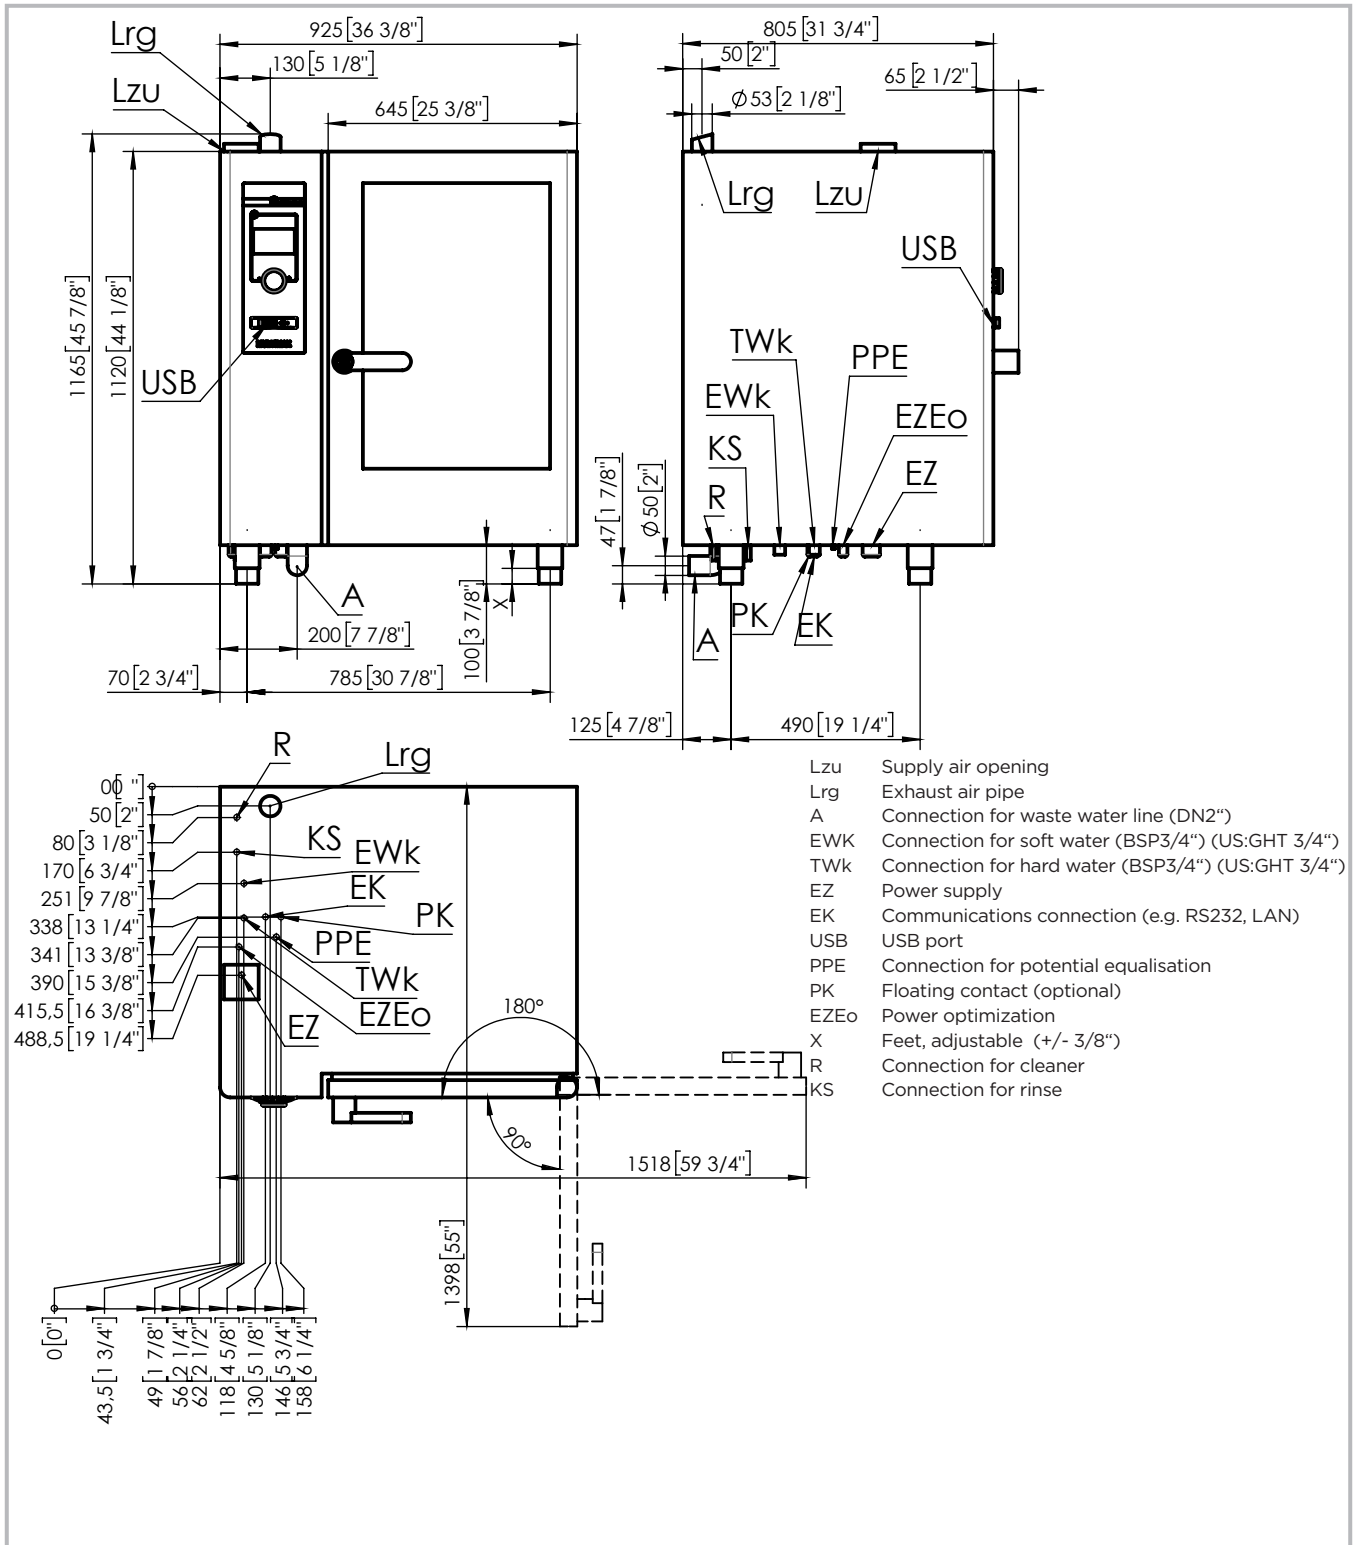 Lrg
925[36 3/8"]
130[5 1/8"]
Lzu
645[25 3/8"]
1165[45 7/8"]
1120[44 1/8"]
USB
A
200[7 7/8"]
100[3 7/8"]
X
70[2 3/4"]
785[30 7/8"]
805[31 3/4"]
50[2"]
65[2 1/2"]
Ø53[2 1/8"]
Lrg
Lzu
USB
TWk
PPE
EWk
EZEo
KS
EZ
R
47[1 7/8"]
Ø50[2"]
PK
EK
A
125[4 7/8"]
490[19 1/4"]
R
Lrg
00[ "]
50[2"]
80[3 1/8"]
170[6 3/4"]
251[9 7/8"]
338[13 1/4"]
341[13 3/8"]
390[15 3/8"]
415,5[16 3/8"]
488,5[19 1/4"]
KS
EWk
EK
PK
PPE
TWk
EZEo
EZ
180°
90°
1518[59 3/4"]
1398[55"]
0[0"]
43,5[1 3/4"]
49[1 7/8"]
56[2 1/4"]
62[2 1/2"]
118[4 5/8"]
130[5 1/8"]
146[5 3/4"]
158[6 1/4"]
Lzu Supply air opening
Lrg Exhaust air pipe
A Connection for waste water line (DN2“)
EWK Connection for soft water (BSP3/4“) (US:GHT 3/4“)
TWk Connection for hard water (BSP3/4“) (US:GHT 3/4“)
EZ Power supply
EK Communications connection (e.g. RS232, LAN)
USB USB port
PPE Connection for potential equalisation
PK Floating contact (optional)
EZEo Power optimization
X Feet, adjustable (+/- 3/8“)
R Connection for cleaner
KS Connection for rinse